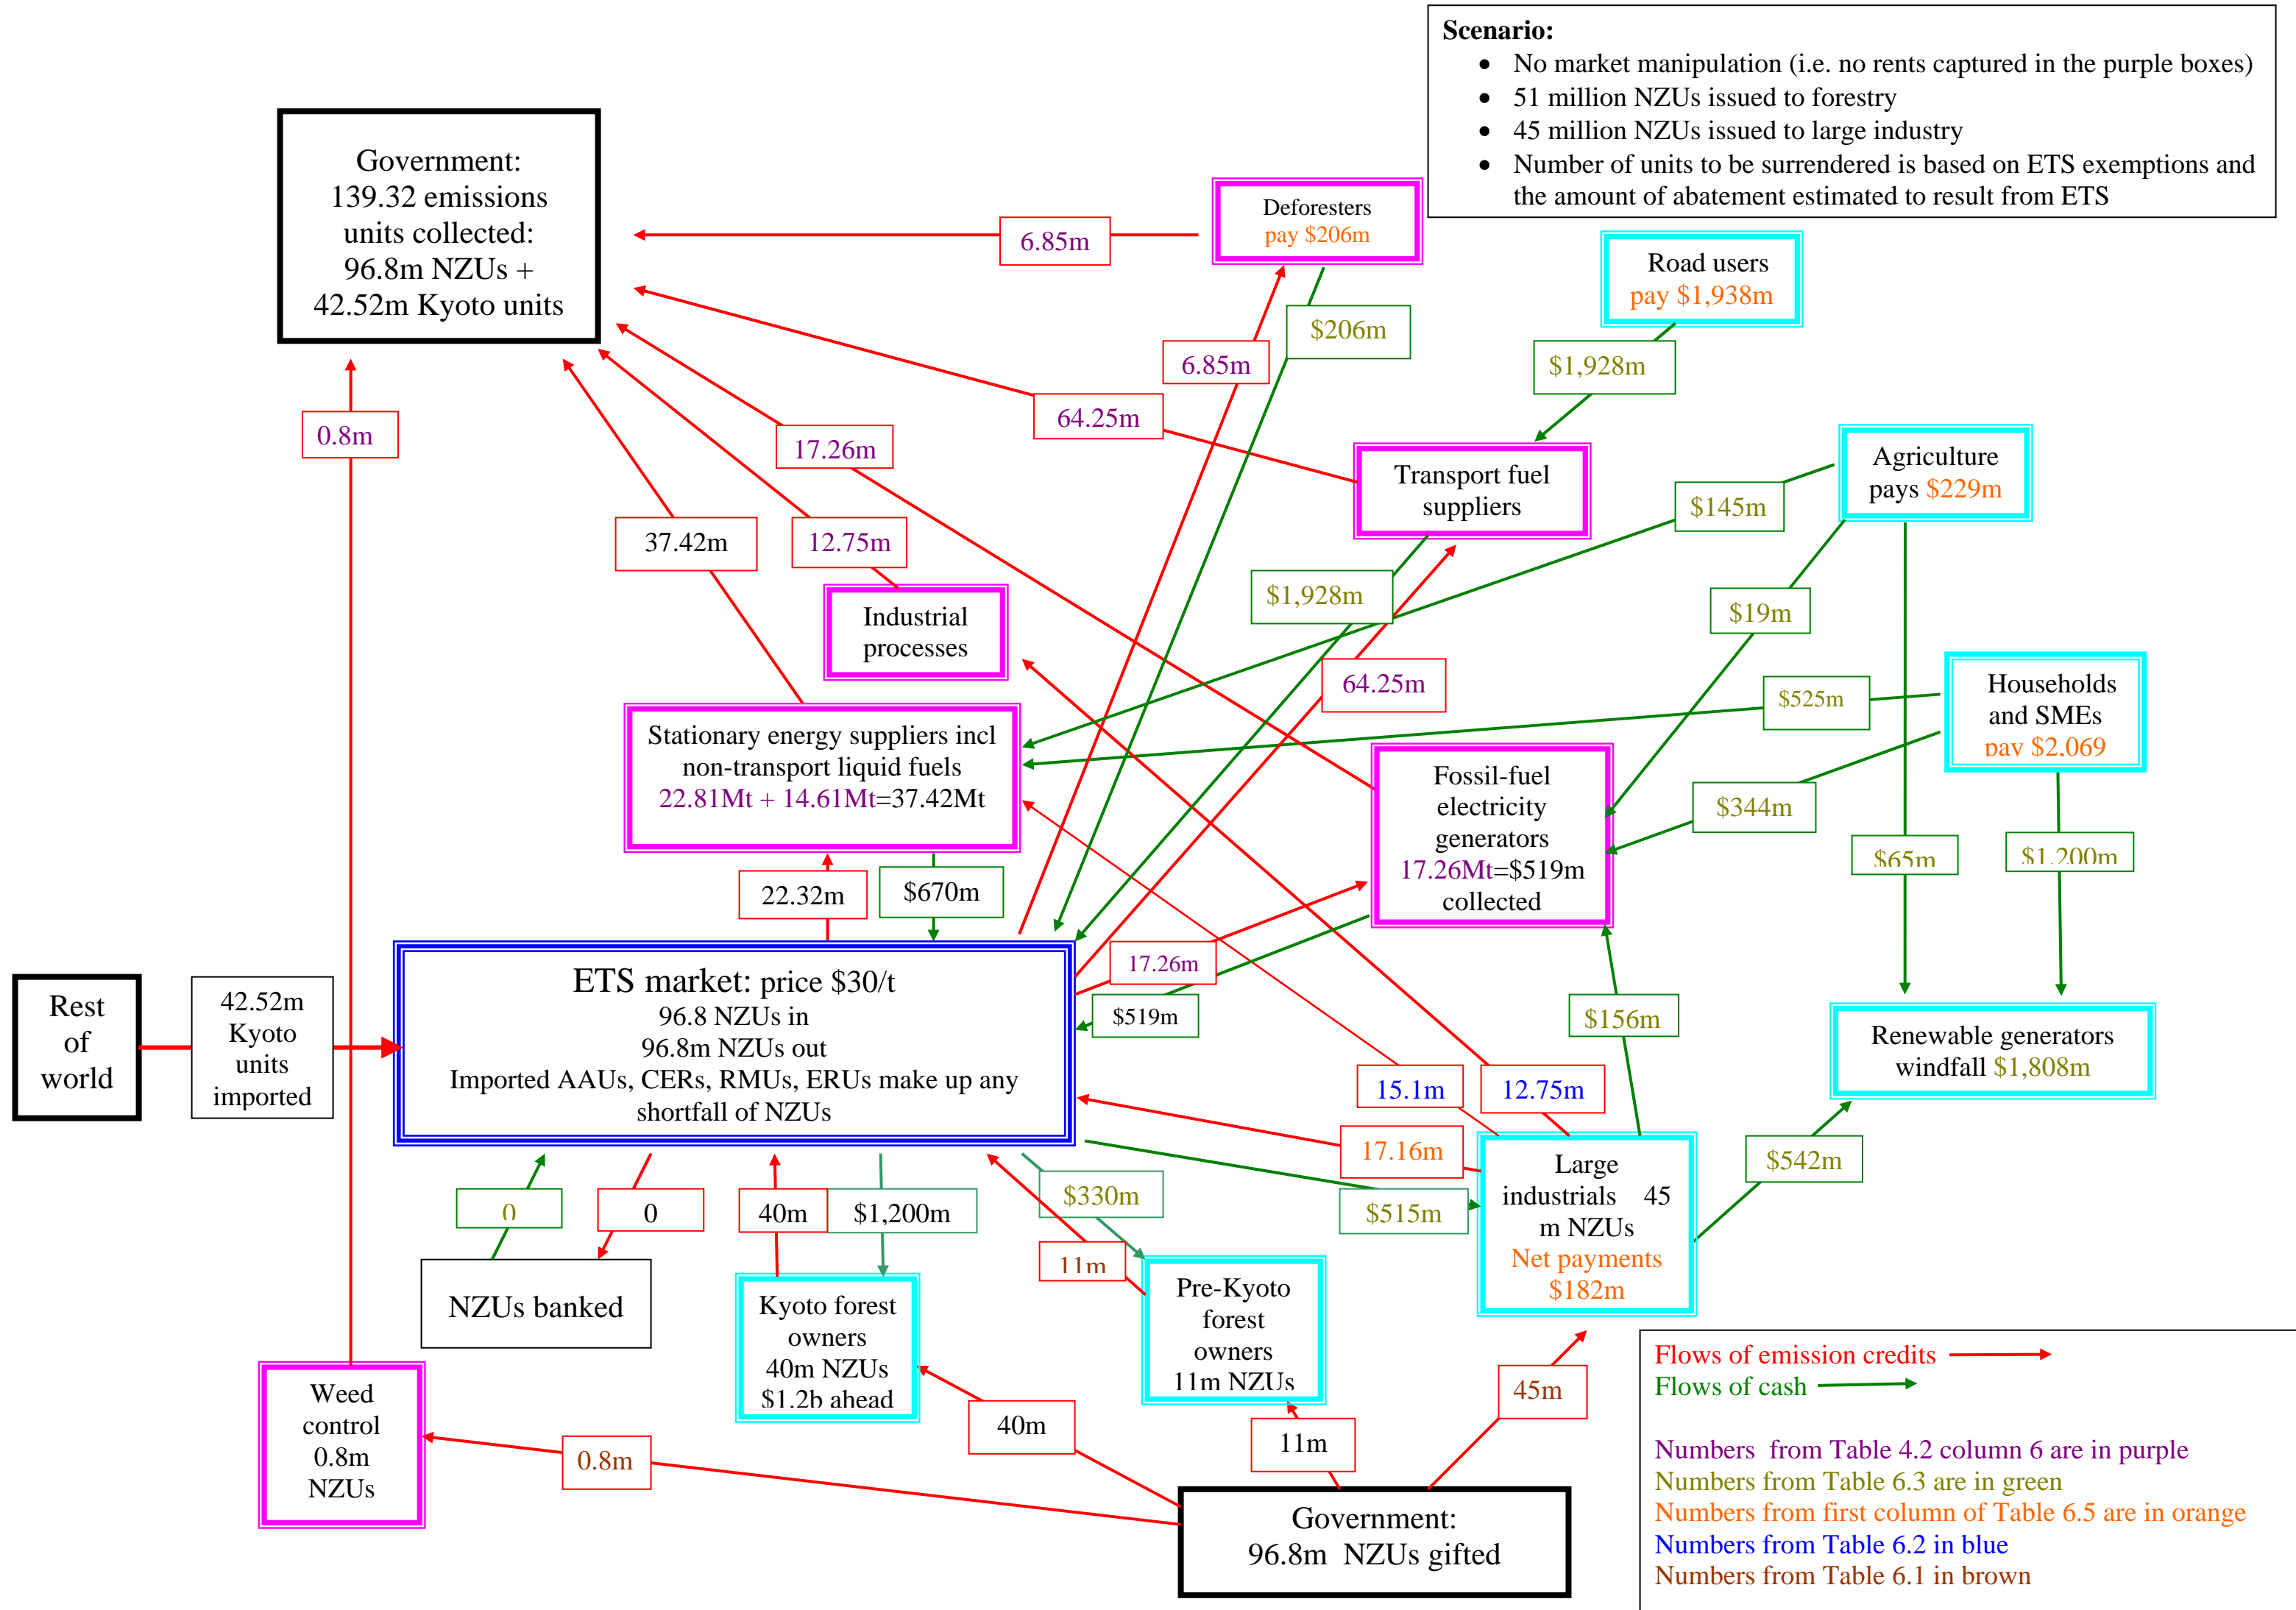 Scenario:
• No market manipulation (i.e. no rents captured in the purple boxes)
• 51 million NZUs issued to forestry
• 45 million NZUs issued to large industry
• Number of units to be surrendered is based on ETS exemptions and
the amount of abatement estimated to result from ETS
Government:
139.32 emissions
units collected:
96.8m NZUs +
42.52m Kyoto units
Deforesters
pay $206m
6.85m
Road users
pay $1,938m
$206m
6.85m
$1,928m
64.25m
0.8m
17.26m
Transport fuel
suppliers
Agriculture
pays $229m
$145m
37.42m
12.75m
$1,928m
$19m
Industrial
processes
64.25m
$525m
Households
and SMEs
pay $2,069
Stationary energy suppliers incl
non-transport liquid fuels
22.81Mt + 14.61Mt=37.42Mt
Fossil-fuel
electricity
generators
17.26Mt=$519m
collected
$344m
$65m
$1,200m
22.32m
$670m
17.26m
$519m
Rest
of
world
42.52m
Kyoto
units
imported
ETS market: price $30/t
96.8 NZUs in
96.8m NZUs out
Imported AAUs, CERs, RMUs, ERUs make up any
shortfall of NZUs
$156m
Renewable generators
windfall $1,808m
15.1m
12.75m
17.16m
$542m
0
0
40m
$1,200m
$330m
$515m
Large
industrials 45
m NZUs
Net payments
$182m
11m
NZUs banked
Kyoto forest
owners
40m NZUs
$1.2b ahead
Pre-Kyoto
forest
owners
11m NZUs
Weed
control
0.8m
NZUs
0.8m
40m
11m
45m
Government:
96.8m NZUs gifted
Flows of emission credits
Flows of cash
Numbers from Table 4.2 column 6 are in purple
Numbers from Table 6.3 are in green
Numbers from first column of Table 6.5 are in orange
Numbers from Table 6.2 in blue
Numbers from Table 6.1 in brown